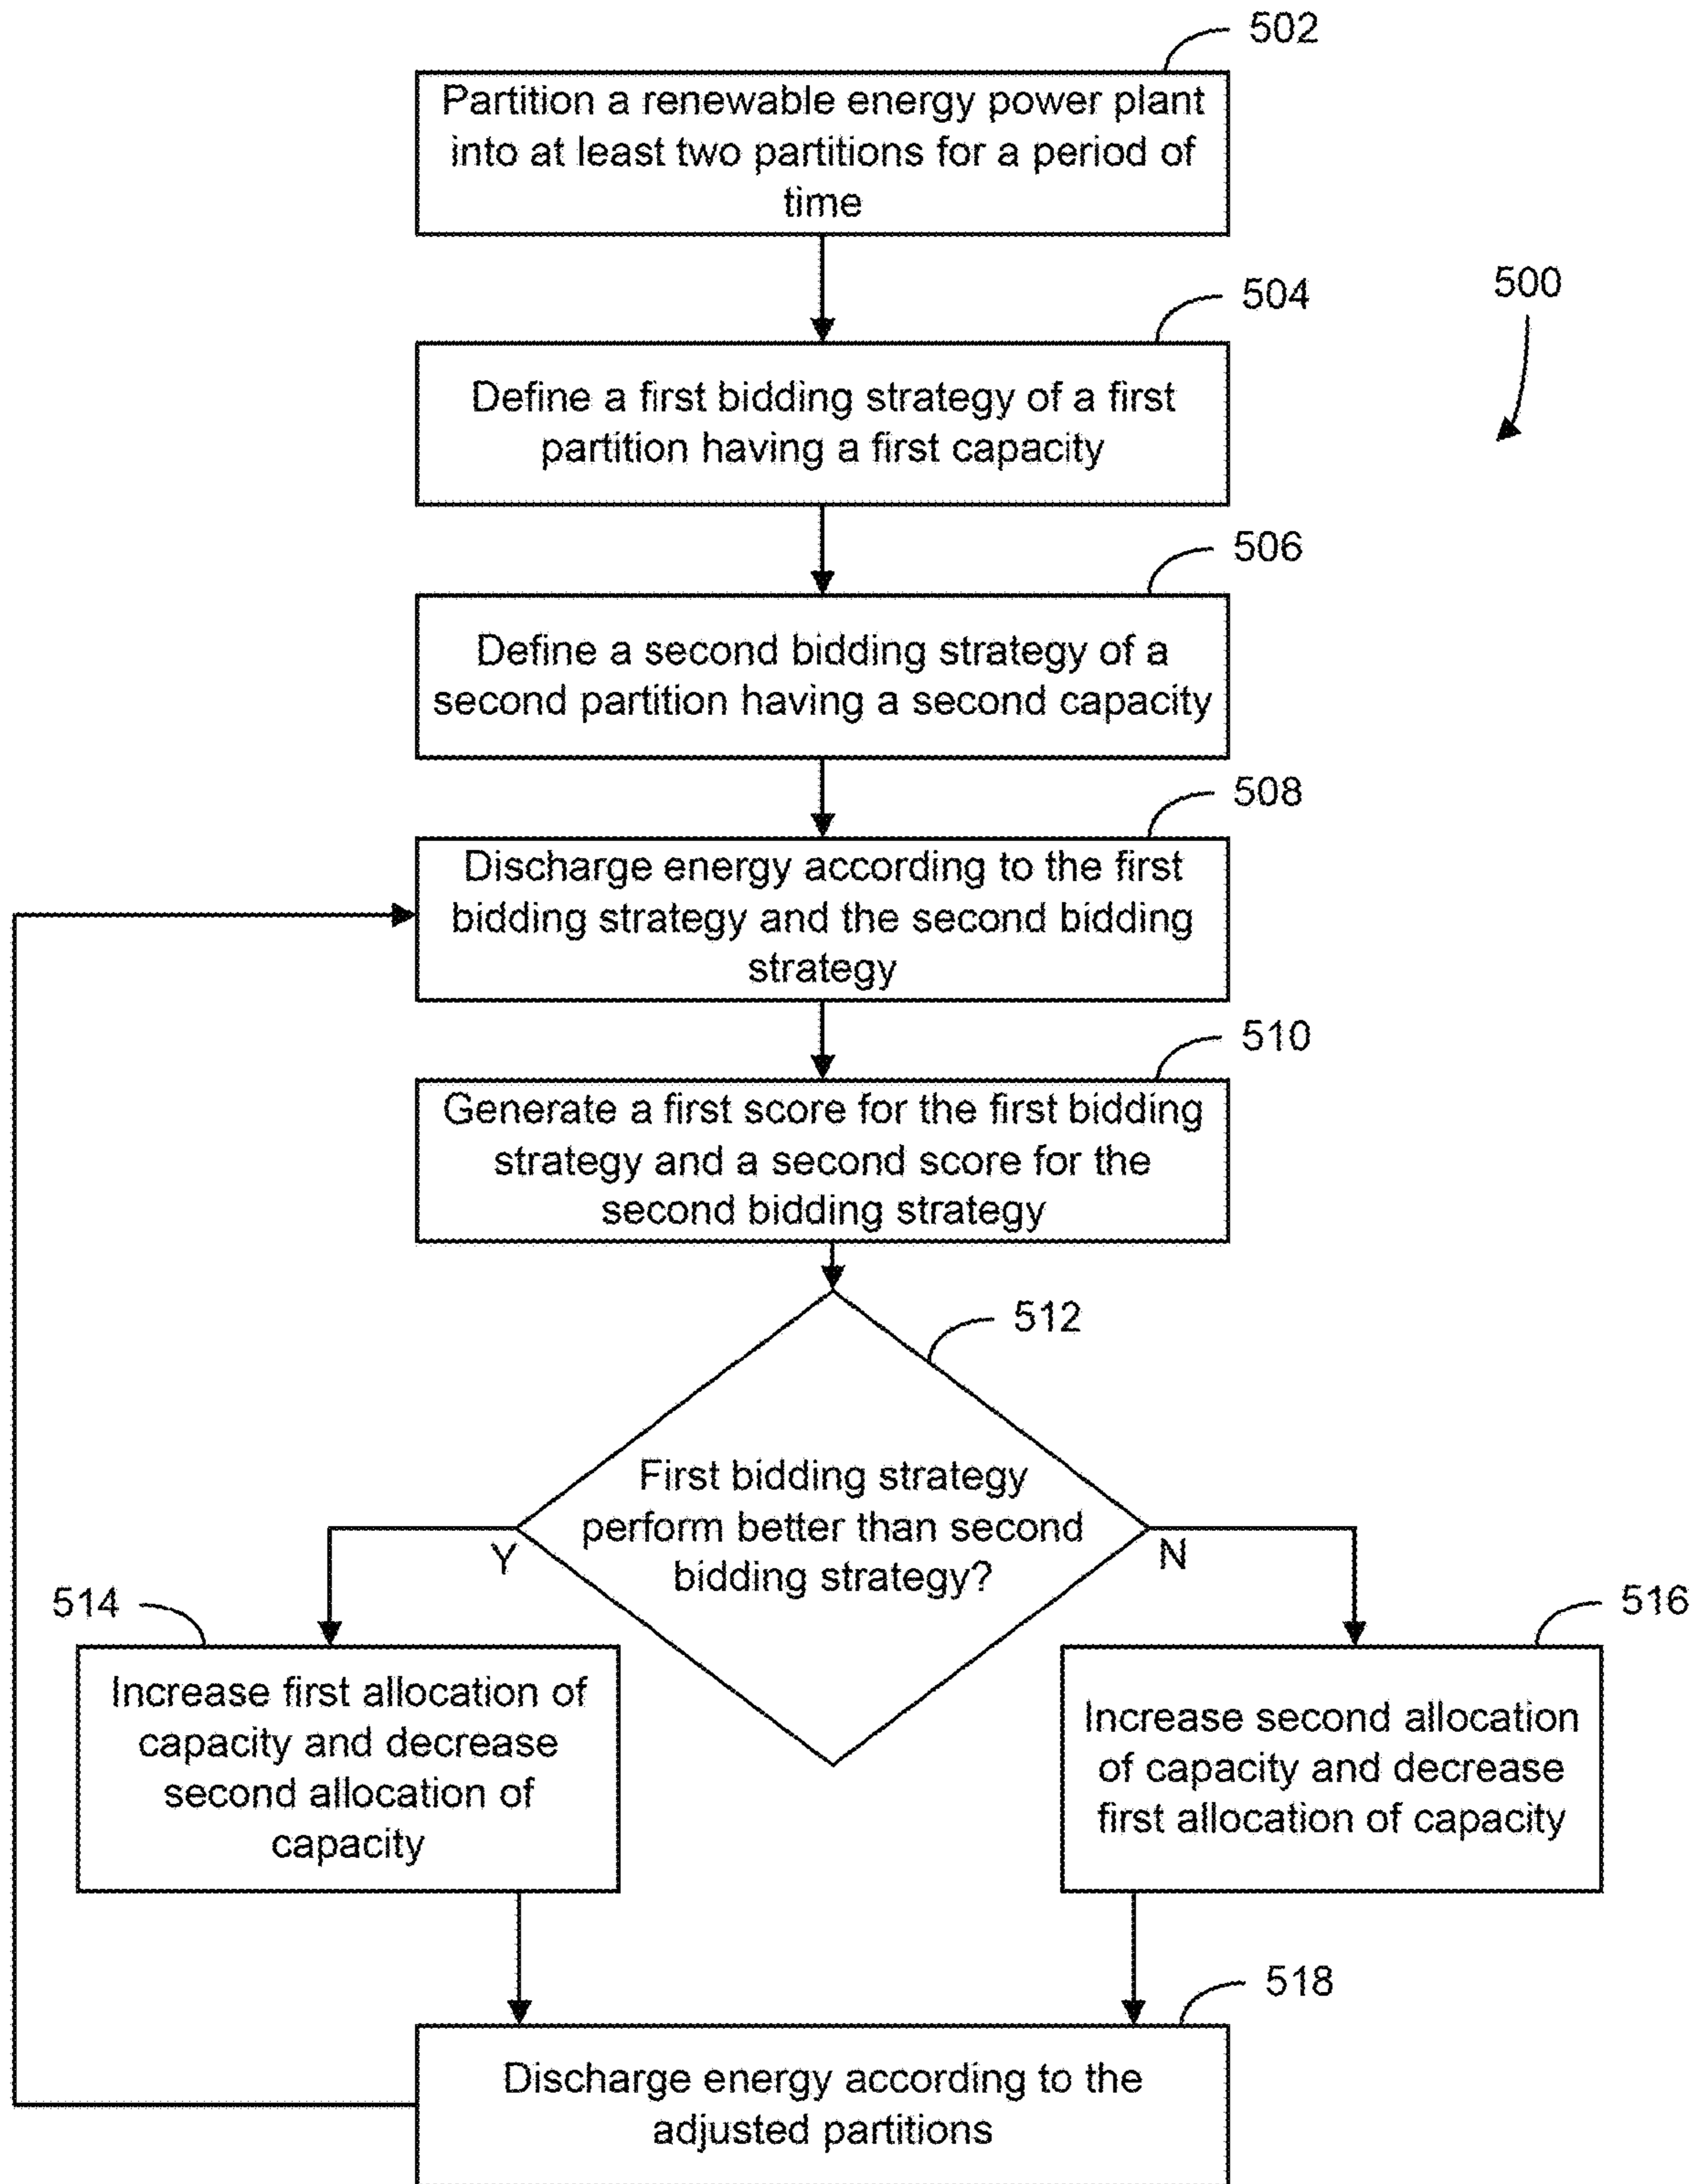 502
Partition a renewable energy power plant
into at least two partitions for a period of
time
500
504
Define a first bidding strategy of a first
partition having a first capacity
506
Define a second bidding strategy of a
second partition having a second capacity
508
Discharge energy according to the first
bidding strategy and the second bidding
strategy
510
Generate a first score for the first bidding
strategy and a second score for the
second bidding strategy
512
First bidding strategy
perform better than second
bidding strategy?
Y
N
514
Increase first allocation of
capacity and decrease
second allocation of
capacity
516
Increase second allocation
of capacity and decrease
first allocation of capacity
518
Discharge energy according to the
adjusted partitions